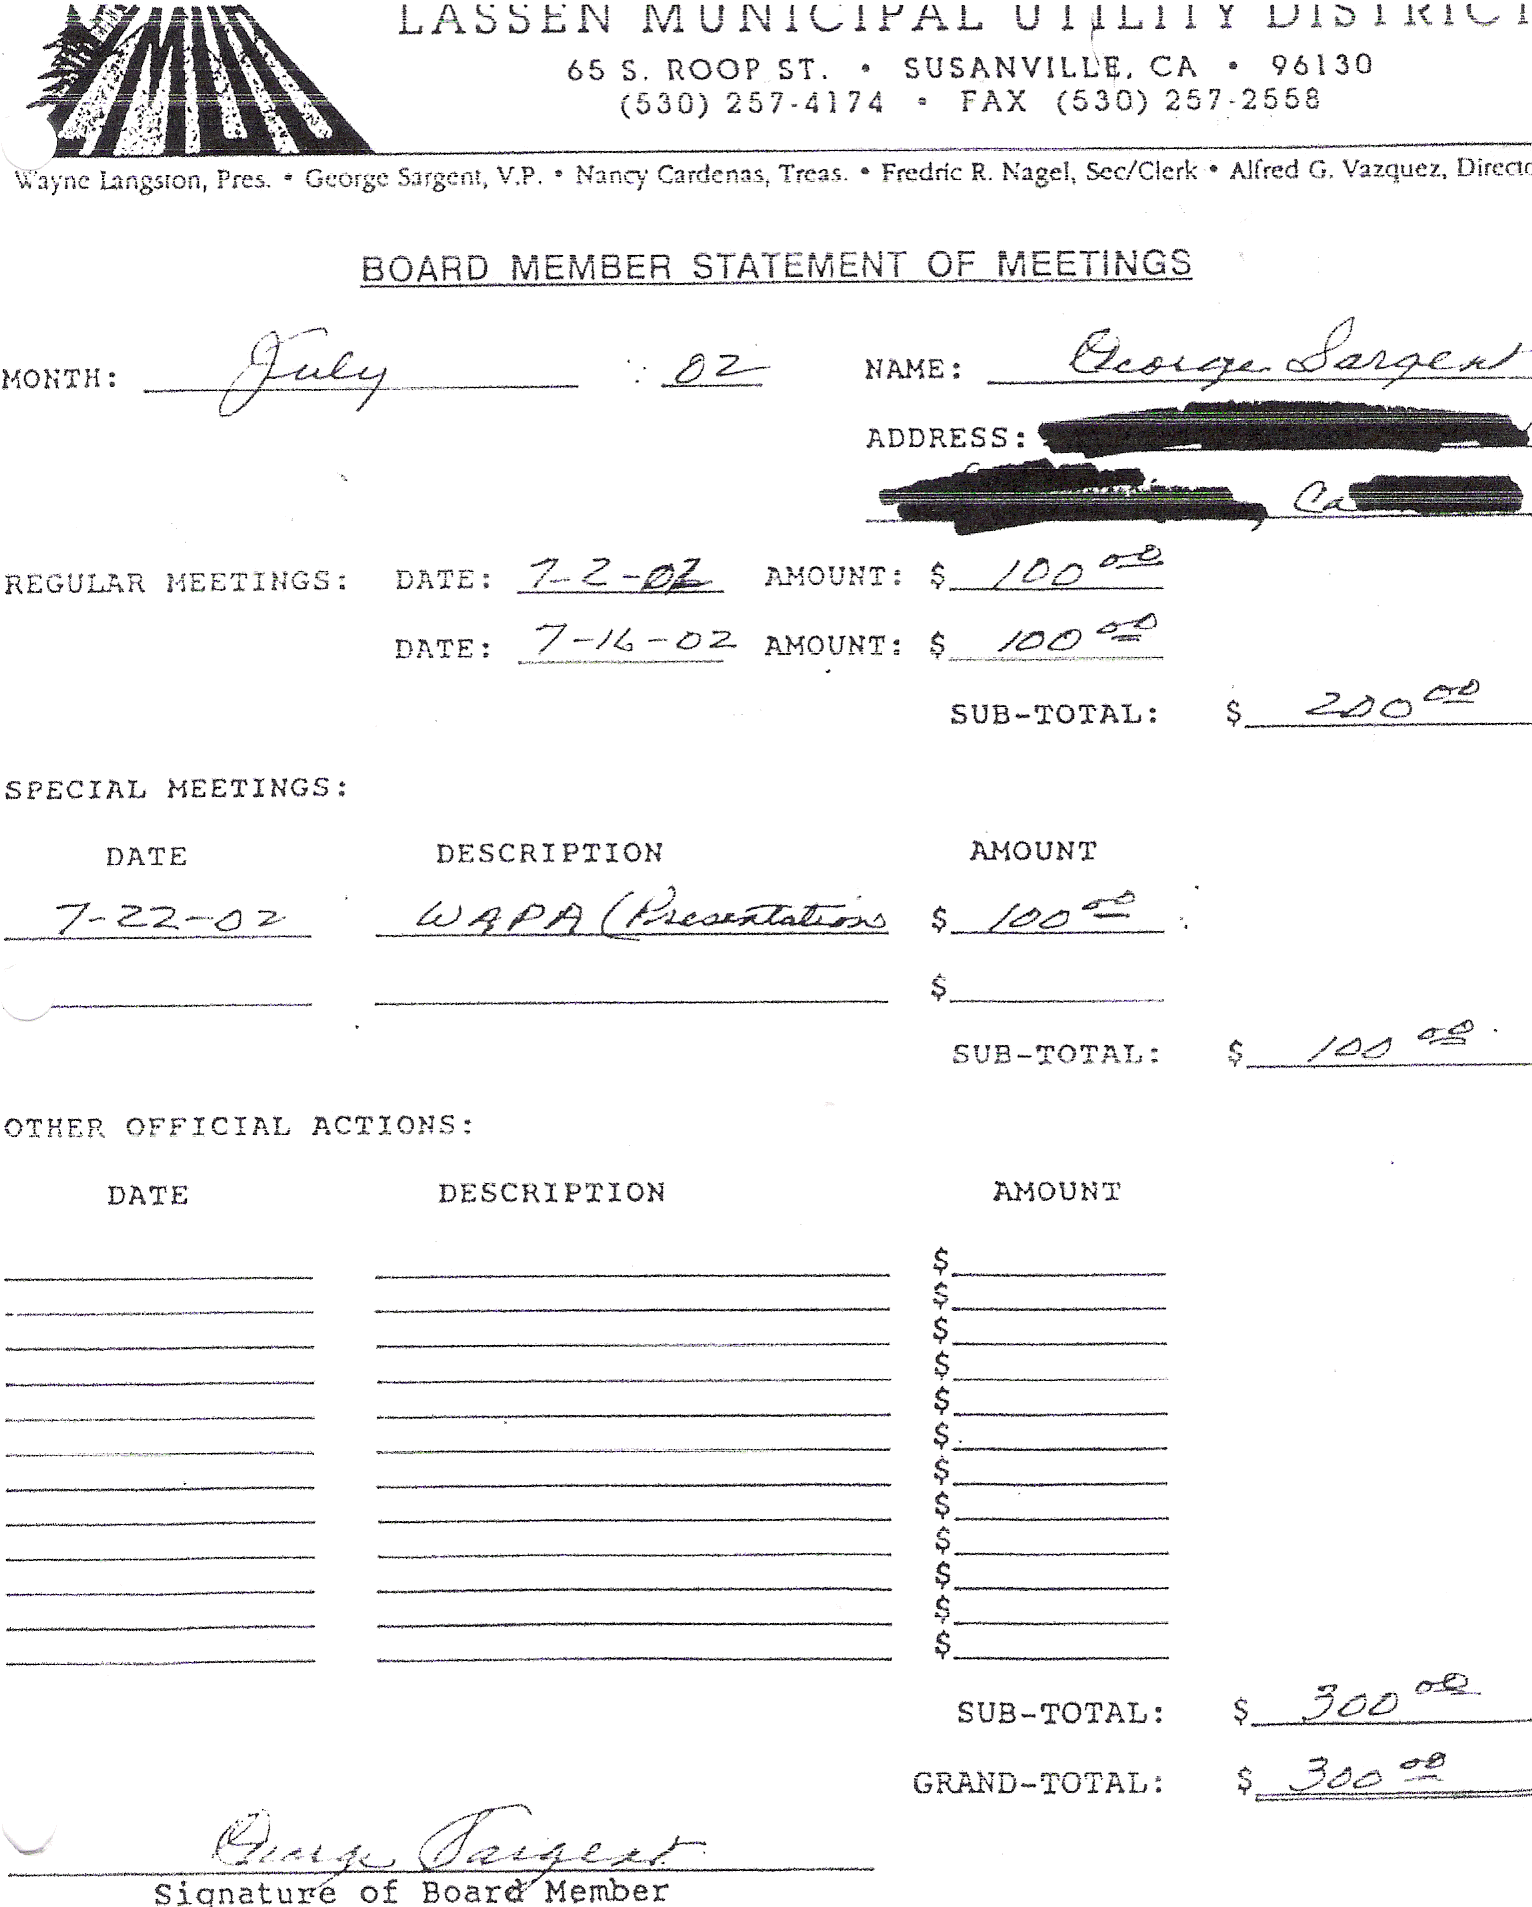 LASSEN MUNICIPAL UTILITY DISTRICT
65 S. ROOP ST. • SUSANVILLE, CA • 96130
(530) 257-4174 • FAX (530) 257-2558
Wayne Langston, Pres. • George Sargent, V.P. • Nancy Cardenas, Treas. • Fredric R. Nagel, Sec/Clerk • Alfred G. Vazquez, Directo
BOARD MEMBER STATEMENT OF MEETINGS
MONTH: July : 02 NAME: George Sargent
ADDRESS:
, Ca
REGULAR MEETINGS: DATE: 7-2-02 AMOUNT: $ 100 00
DATE: 7-16-02 AMOUNT: $ 100 00
SUB-TOTAL: $ 200 00
SPECIAL MEETINGS:
DATE DESCRIPTION AMOUNT
7-22-02 WAPA (Presentation $ 100 00
$
SUB-TOTAL: $ 100 00
OTHER OFFICIAL ACTIONS:
DATE DESCRIPTION AMOUNT
$
$
$
$
$
$
$
$
$
$
$
$
SUB-TOTAL: $ 300 00
GRAND-TOTAL: $ 300 00
George Sargent
Signature of Board Member